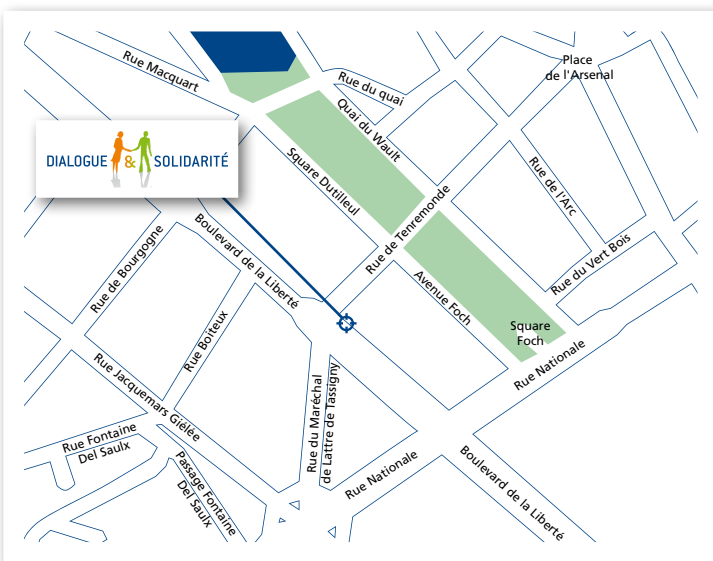 Rue Macquart
Rue du quai
Place
de l'Arsenal
Quai du Wault
DIALOGUE & SOLIDARITÉ
Square Dutilleul
Rue de l'Arc
Rue de Tenremonde
Boulevard de la Liberté
Rue de Bourgogne
Rue du Vert Bois
Avenue Foch
Rue Boiteux
Square
Foch
Rue Nationale
Rue Jacquemars Giélée
Rue du Maréchal
de Lattre de Tassigny
Rue Fontaine
Del Saulx
Passage Fontaine
Del Saulx
Rue Nationale
Boulevard de la Liberté